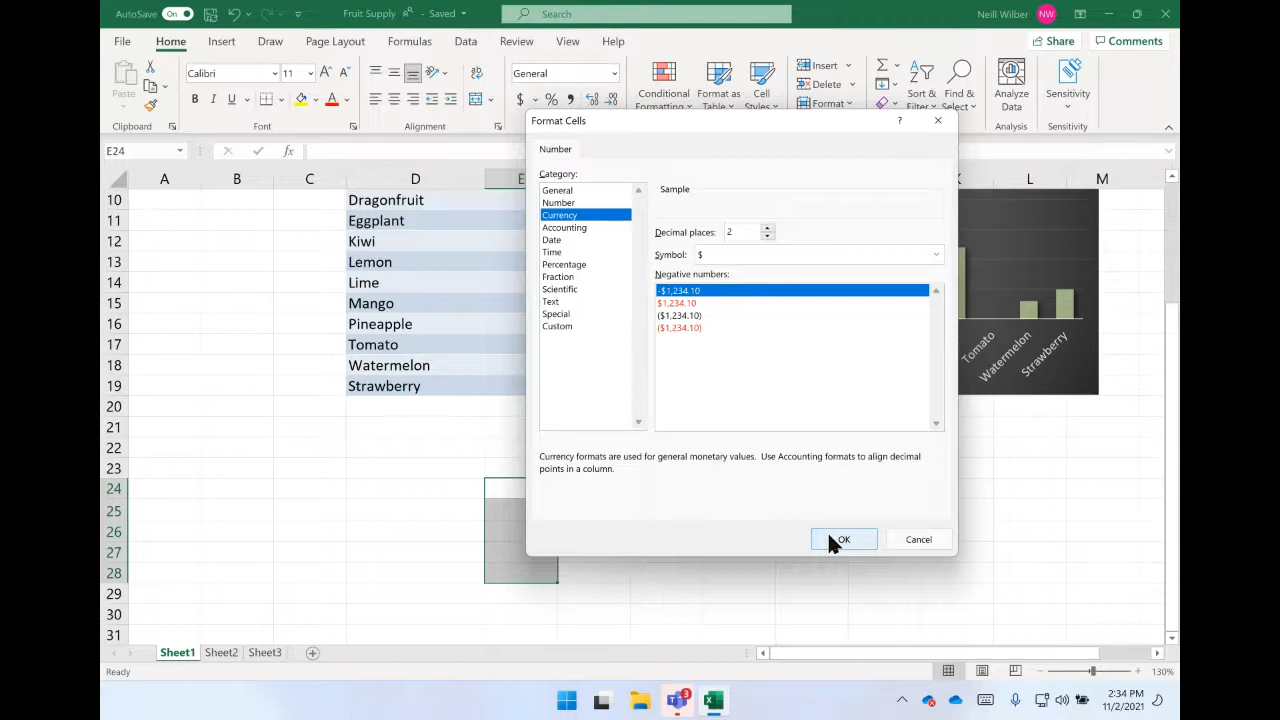 AutoSave On Fruit Supply - Saved Search Neill Wilber NW
File Home Insert Draw Page Layout Formulas Data Review View Help Share Comments
Paste Calibri 11 General Conditional Formatting Format as Table Cell Styles Insert Delete Format Sort & Filter Find & Select Analyze Data Sensitivity
Clipboard Font Alignment Analysis Sensitivity
E24 fx
A B C D E K L M
10 Dragonfruit
11 Eggplant
12 Kiwi
13 Lemon
14 Lime
15 Mango
16 Pineapple
17 Tomato
18 Watermelon
19 Strawberry
20
21
22
23
24
25
26
27
28
29
30
31
Tomato
Watermelon
Strawberry
Format Cells ?
Number
Category:
General
Number
Currency
Accounting
Date
Time
Percentage
Fraction
Scientific
Text
Special
Custom
Sample
Decimal places: 2
Symbol: $
Negative numbers:
-$1,234.10
$1,234.10
($1,234.10)
($1,234.10)
Currency formats are used for general monetary values. Use Accounting formats to align decimal
points in a column.
OK Cancel
Sheet1 Sheet2 Sheet3
Ready 130%
3
2:34 PM
11/2/2021